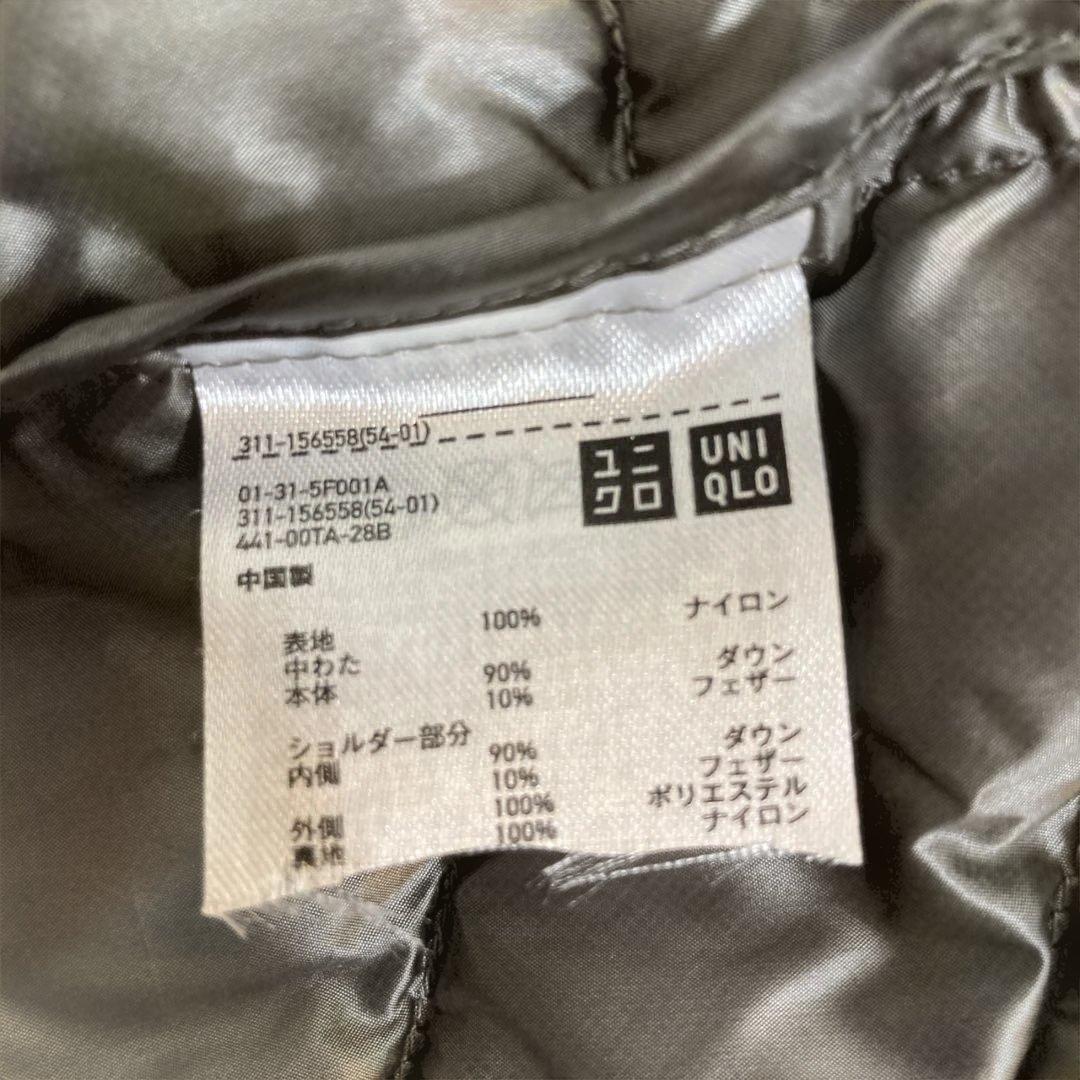 311-156558(54-01)
ユニクロ
UNIQLO
01-31-5F001A
311-156558(54-01)
441-00TA-28B
中国製
表地 100% ナイロン
中わた
本体 90% ダウン
10% フェザー
ショルダー部分
内側 90% ダウン
10% フェザー
外側 100% ポリエステル
裏地 100% ナイロン